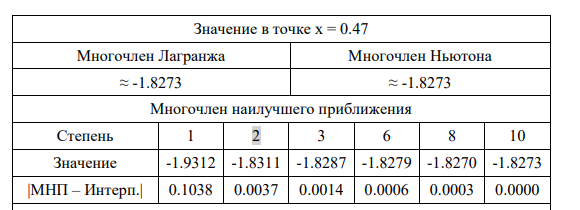 Значение в точке x = 0.47
Многочлен Лагранжа Многочлен Ньютона
≈ -1.8273 ≈ -1.8273
Многочлен наилучшего приближения
Степень 1 2 3 6 8 10
Значение -1.9312 -1.8311 -1.8287 -1.8279 -1.8270 -1.8273
|МНП – Интерп.| 0.1038 0.0037 0.0014 0.0006 0.0003 0.0000